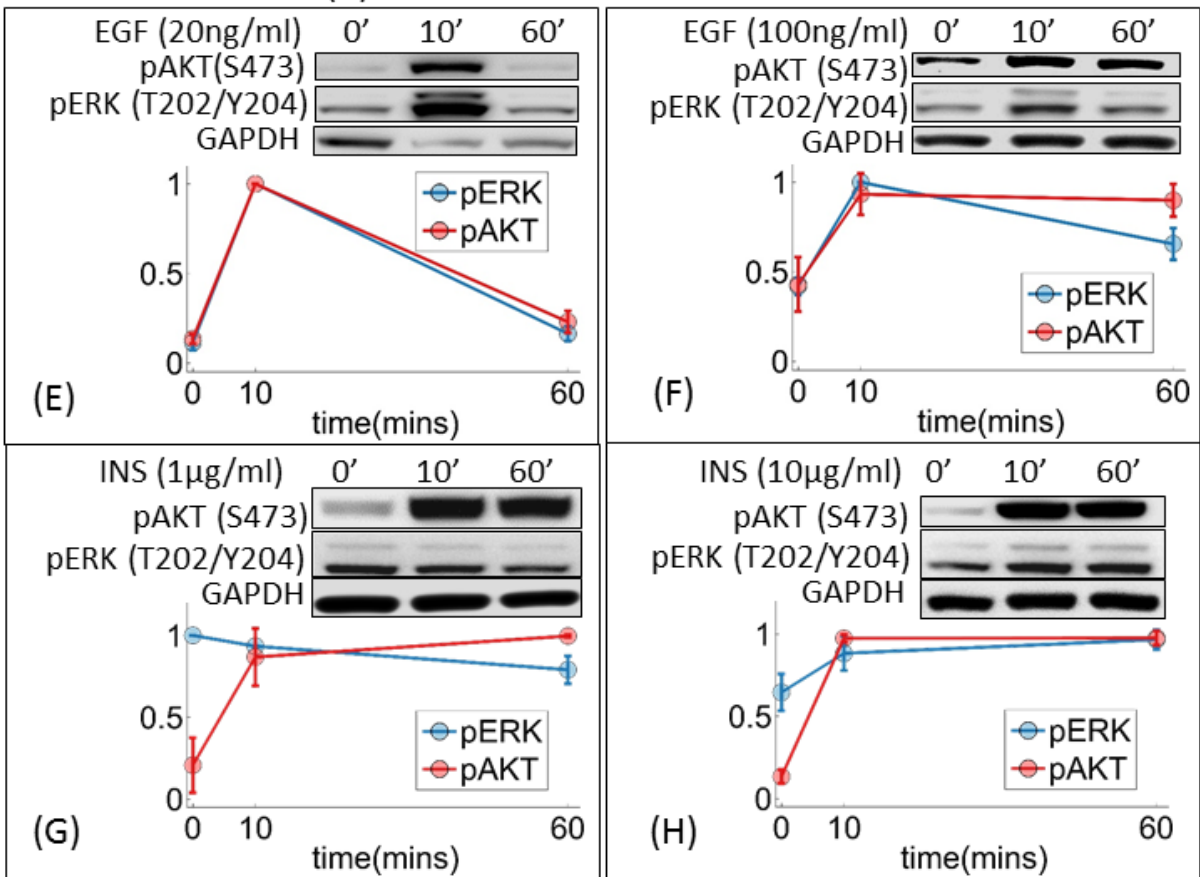 EGF (20ng/ml) 0’ 10’ 60’
pAKT(S473)
pERK (T202/Y204)
GAPDH
1
0.5
0
pERK
pAKT
0 10 60
time(mins)
(E)
EGF (100ng/ml) 0’ 10’ 60’
pAKT (S473)
pERK (T202/Y204)
GAPDH
1
0.5
0
pERK
pAKT
0 10 60
time(mins)
(F)
INS (1µg/ml) 0’ 10’ 60’
pAKT (S473)
pERK (T202/Y204)
GAPDH
1
0.5
0
pERK
pAKT
0 10 60
time(mins)
(G)
INS (10µg/ml) 0’ 10’ 60’
pAKT (S473)
pERK (T202/Y204)
GAPDH
1
0.5
0
pERK
pAKT
0 10 60
time(mins)
(H)